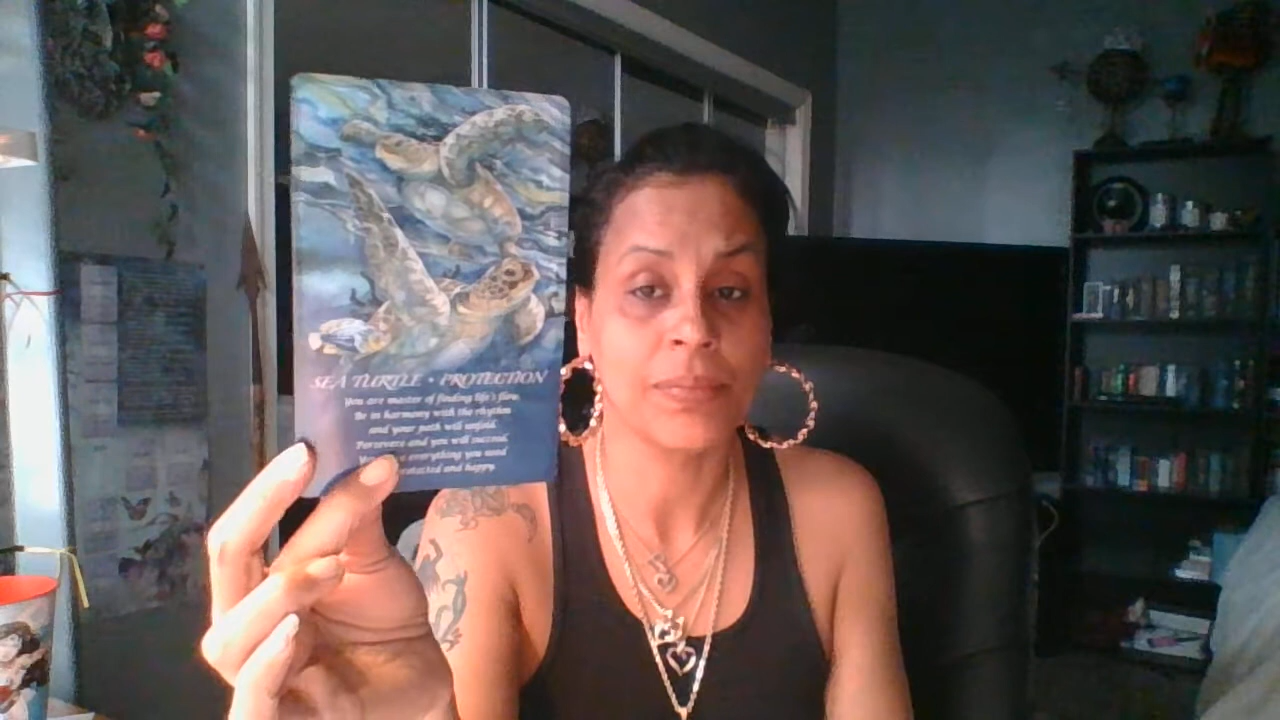 SEA TURTLE • PROTECTION
You are master of finding life's flow.
Be in harmony with the rhythm
and your path will unfold.
Persevere and you will succeed.
everything you need
protected and happy.